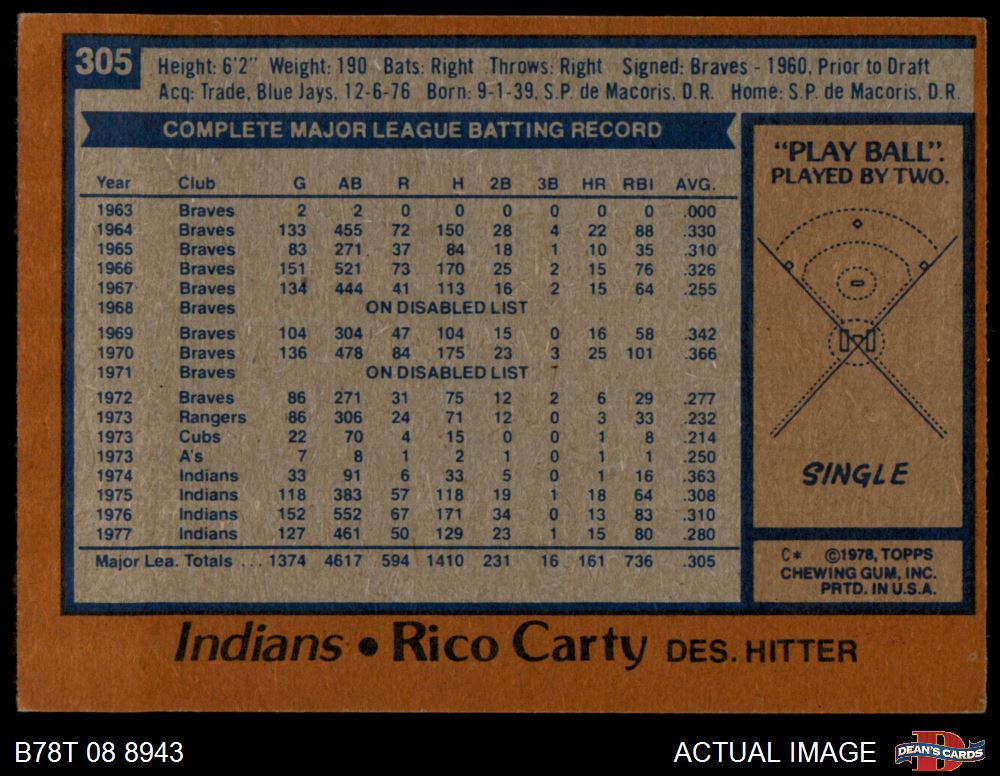 305
Height: 6'2" Weight: 190 Bats: Right Throws: Right Signed: Braves - 1960, Prior to Draft
Acq: Trade, Blue Jays, 12-6-76 Born: 9-1-39, S.P. de Macoris, D.R. Home: S.P. de Macoris, D.R.
COMPLETE MAJOR LEAGUE BATTING RECORD
Year Club G AB R H 2B 3B HR RBI AVG.
1963 Braves 2 2 0 0 0 0 0 0 .000
1964 Braves 133 455 72 150 28 4 22 88 .330
1965 Braves 83 271 37 84 18 1 10 35 .310
1966 Braves 151 521 73 170 25 2 15 76 .326
1967 Braves 134 444 41 113 16 2 15 64 .255
1968 Braves ON DISABLED LIST
1969 Braves 104 304 47 104 15 0 16 58 .342
1970 Braves 136 478 84 175 23 3 25 101 .366
1971 Braves ON DISABLED LIST
1972 Braves 86 271 31 75 12 2 6 29 .277
1973 Rangers 86 306 24 71 12 0 3 33 .232
1973 Cubs 22 70 4 15 0 0 1 8 .214
1973 A's 7 8 1 2 1 0 1 1 .250
1974 Indians 33 91 6 33 5 0 1 16 .363
1975 Indians 118 383 57 118 19 1 18 64 .308
1976 Indians 152 552 67 171 34 0 13 83 .310
1977 Indians 127 461 50 129 23 1 15 80 .280
Major Lea. Totals ... 1374 4617 594 1410 231 16 161 736 .305
"PLAY BALL".
PLAYED BY TWO.
SINGLE
C* ©1978, TOPPS
CHEWING GUM, INC.
PRTD. IN U.S.A.
Indians • Rico Carty DES. HITTER
B78T 08 8943
ACTUAL IMAGE
D
DEAN'S CARDS